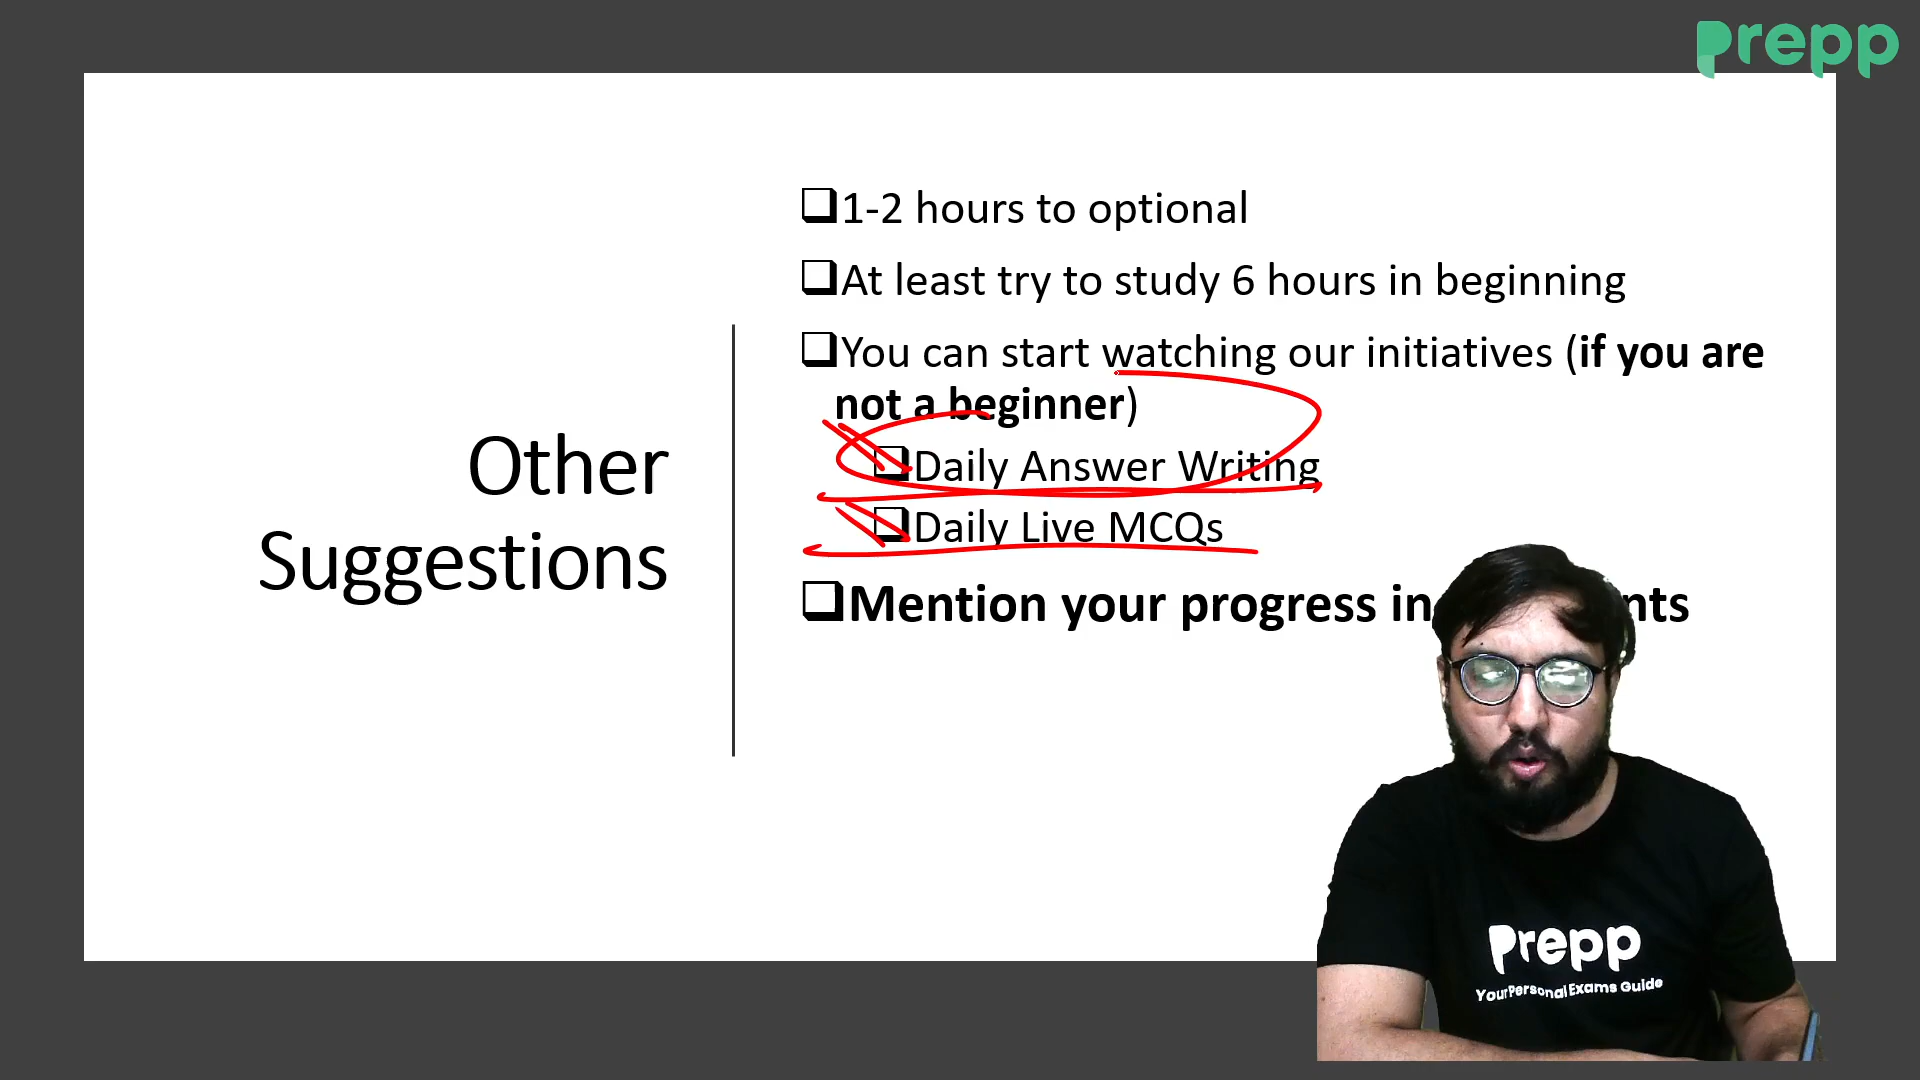 prepp
❑1-2 hours to optional
❑At least try to study 6 hours in beginning
❑You can start watching our initiatives (if you are
not a beginner)
❑Daily Answer Writing
❑Daily Live MCQs
❑Mention your progress in
nts
Other
Suggestions
Prepp
Your Personal Exams Guide